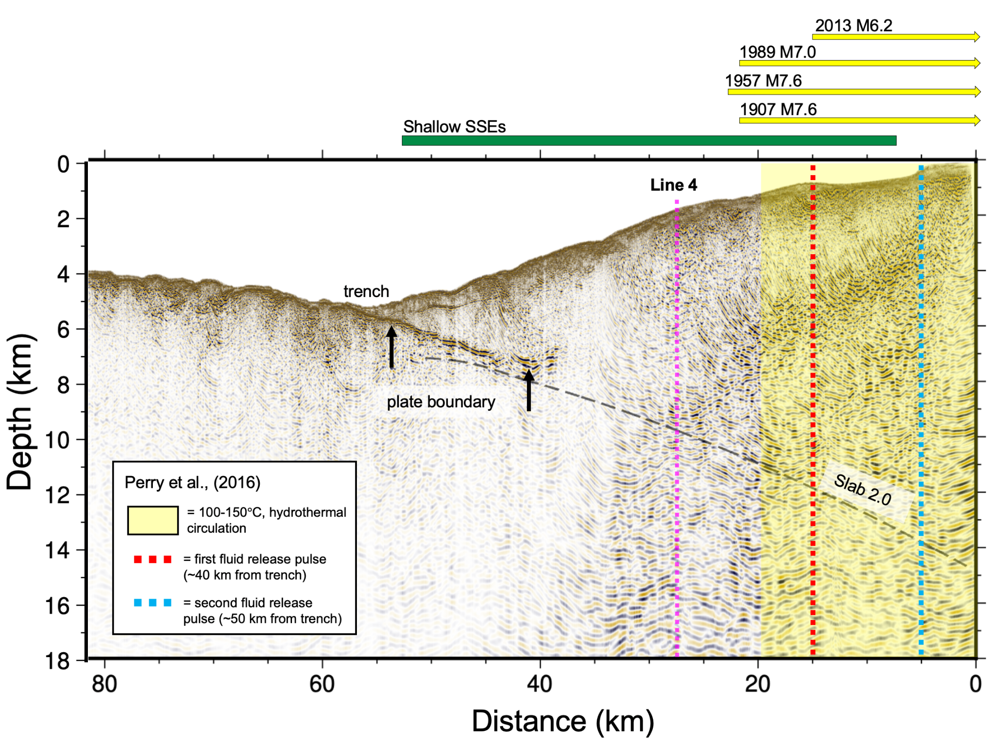 2013 M6.2
1989 M7.0
1957 M7.6
1907 M7.6
Shallow SSEs
0
2
4
6
8
10
12
14
16
18
Depth (km)
Line 4
trench
plate boundary
Slab 2.0
Perry et al., (2016)
= 100-150°C, hydrothermal
circulation
= first fluid release pulse
(~40 km from trench)
= second fluid release
pulse (~50 km from trench)
80 60 40 20 0
Distance (km)